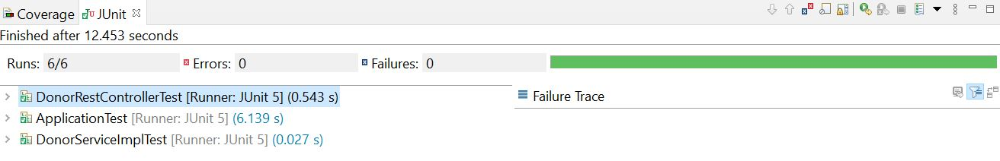 Coverage JUnit
Finished after 12.453 seconds
Runs: 6/6 Errors: 0 Failures: 0
DonorRestControllerTest [Runner: JUnit 5] (0.543 s)
Failure Trace
ApplicationTest [Runner: JUnit 5] (6.139 s)
DonorServiceImplTest [Runner: JUnit 5] (0.027 s)